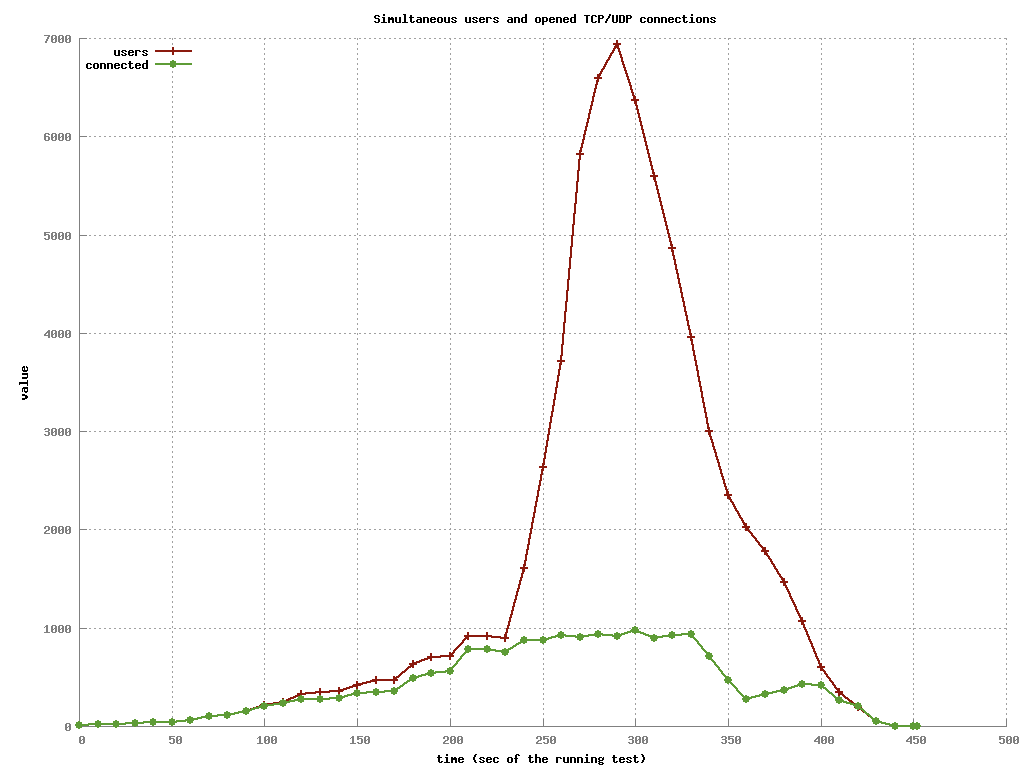 Simultaneous users and opened TCP/UDP connections
7000
users
connected
6000
5000
4000
value
3000
2000
1000
0
0 50 100 150 200 250 300 350 400 450 500
time (sec of the running test)